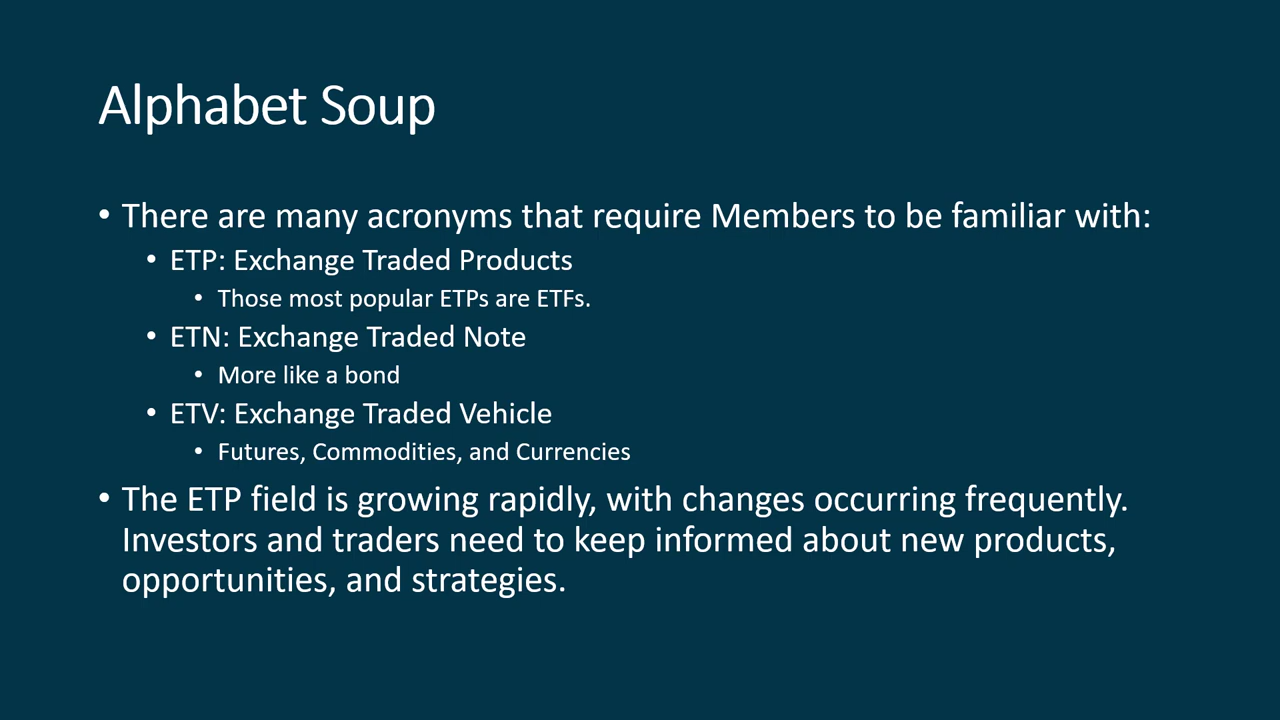 Alphabet Soup
• There are many acronyms that require Members to be familiar with:
• ETP: Exchange Traded Products
• Those most popular ETPs are ETFs.
• ETN: Exchange Traded Note
• More like a bond
• ETV: Exchange Traded Vehicle
• Futures, Commodities, and Currencies
• The ETP field is growing rapidly, with changes occurring frequently.
Investors and traders need to keep informed about new products,
opportunities, and strategies.